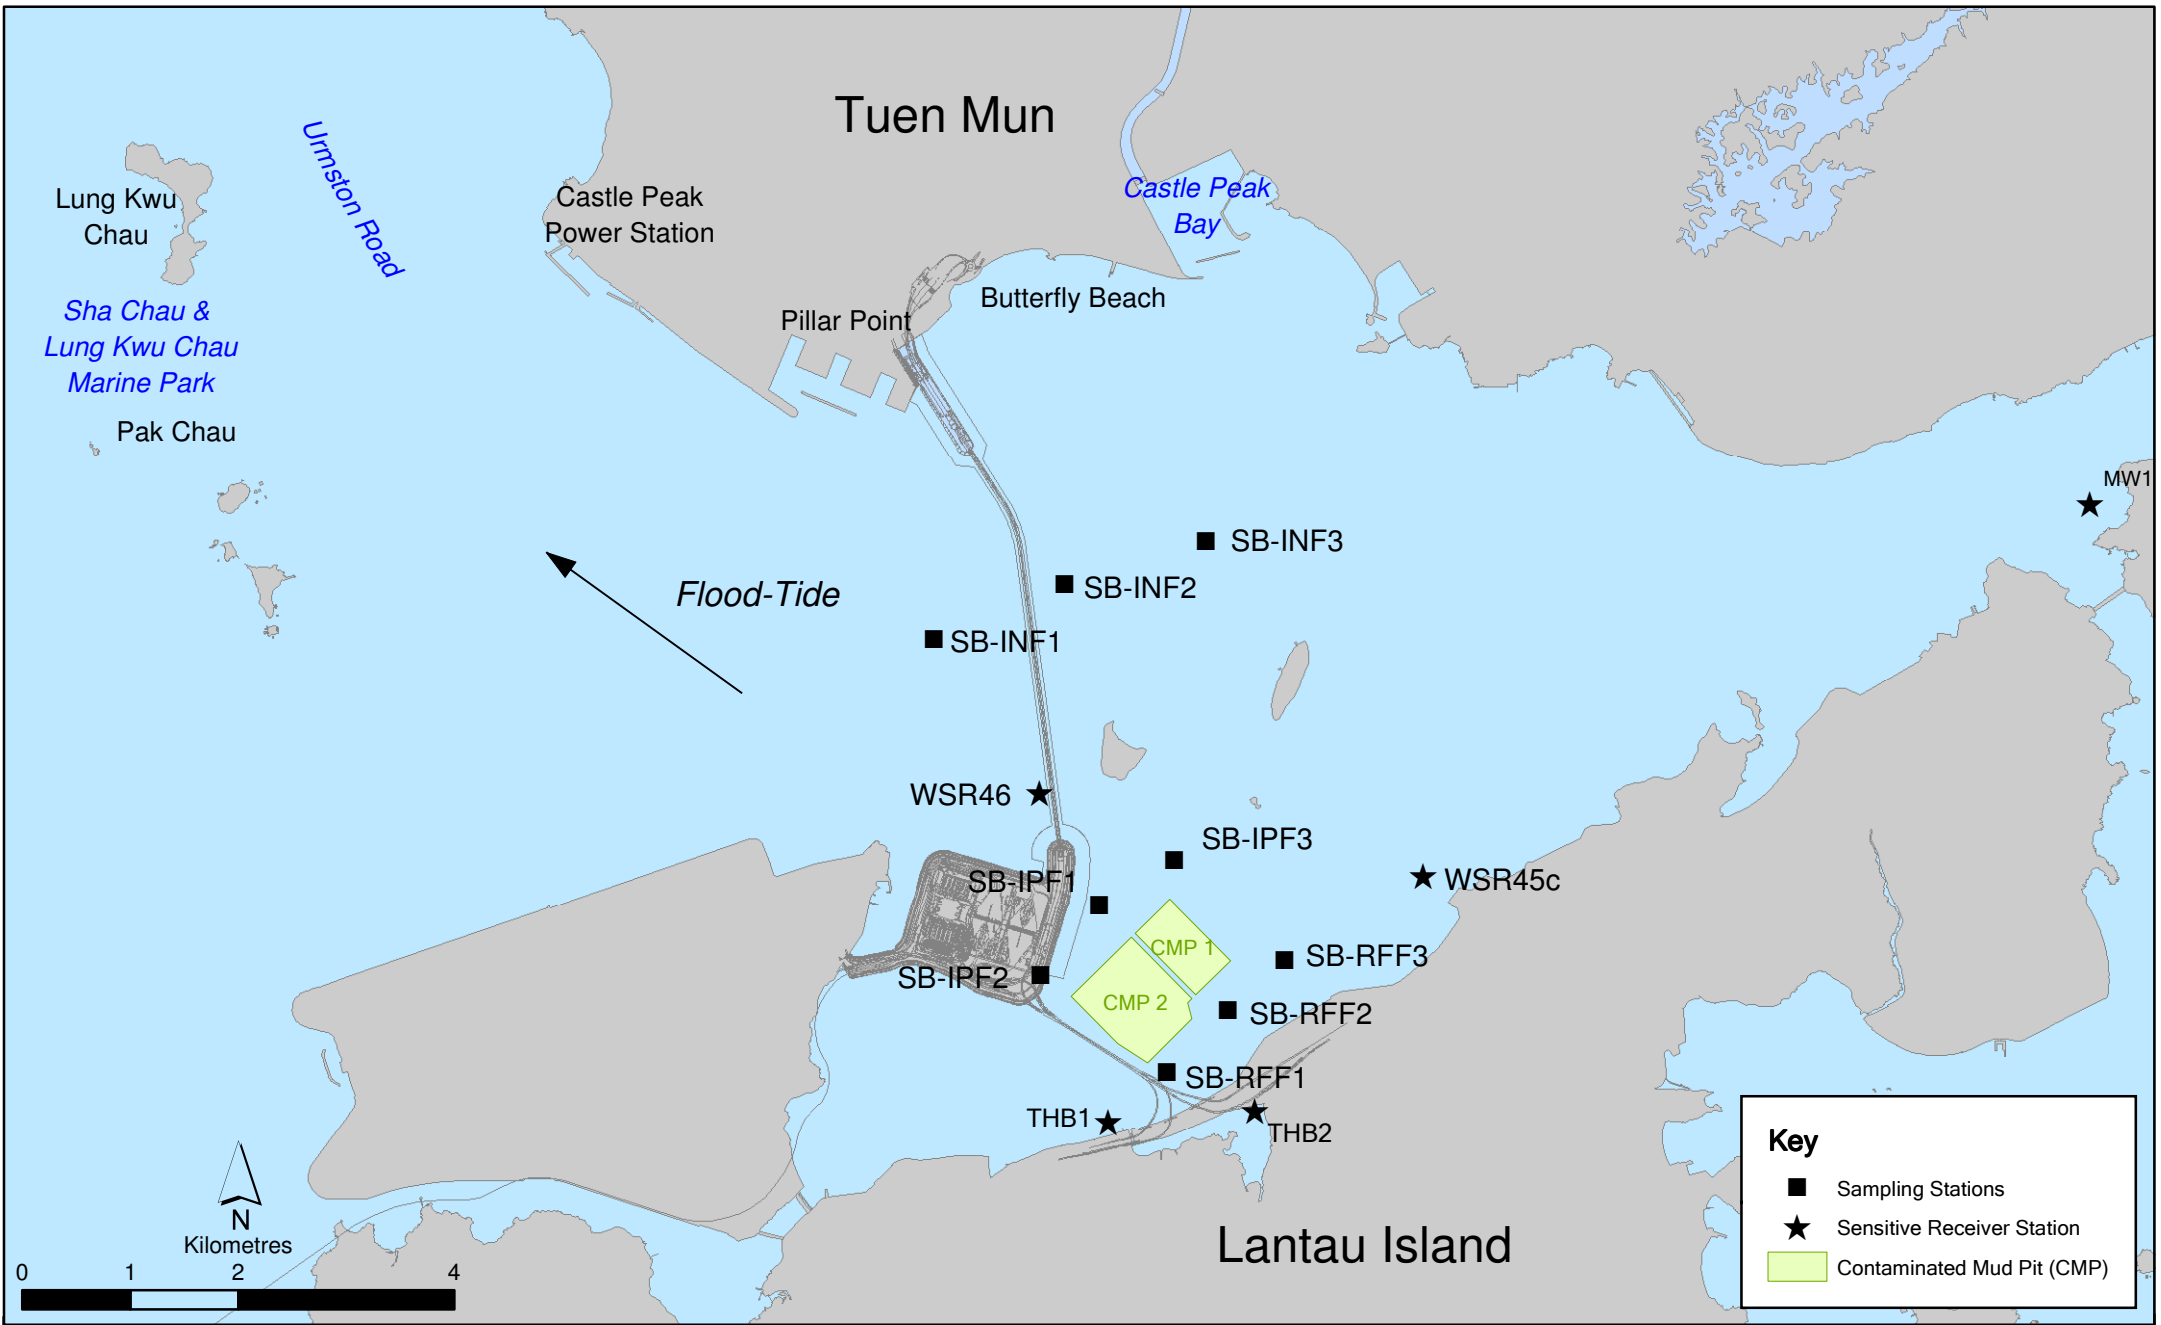 Tuen Mun
Urmston Road
Lung Kwu
Chau
Castle Peak
Power Station
Castle Peak
Bay
Sha Chau &
Lung Kwu Chau
Marine Park
Butterfly Beach
Pillar Point
Pak Chau
MW1
SB-INF3
SB-INF2
Flood-Tide
SB-INF1
WSR46
SB-IPF3
SB-IPF1
WSR45c
CMP 1
SB-RFF3
SB-IPF2
CMP 2
SB-RFF2
SB-RFF1
THB1
THB2
Lantau Island
N
Kilometres
0 1 2 4
Key
Sampling Stations
Sensitive Receiver Station
Contaminated Mud Pit (CMP)